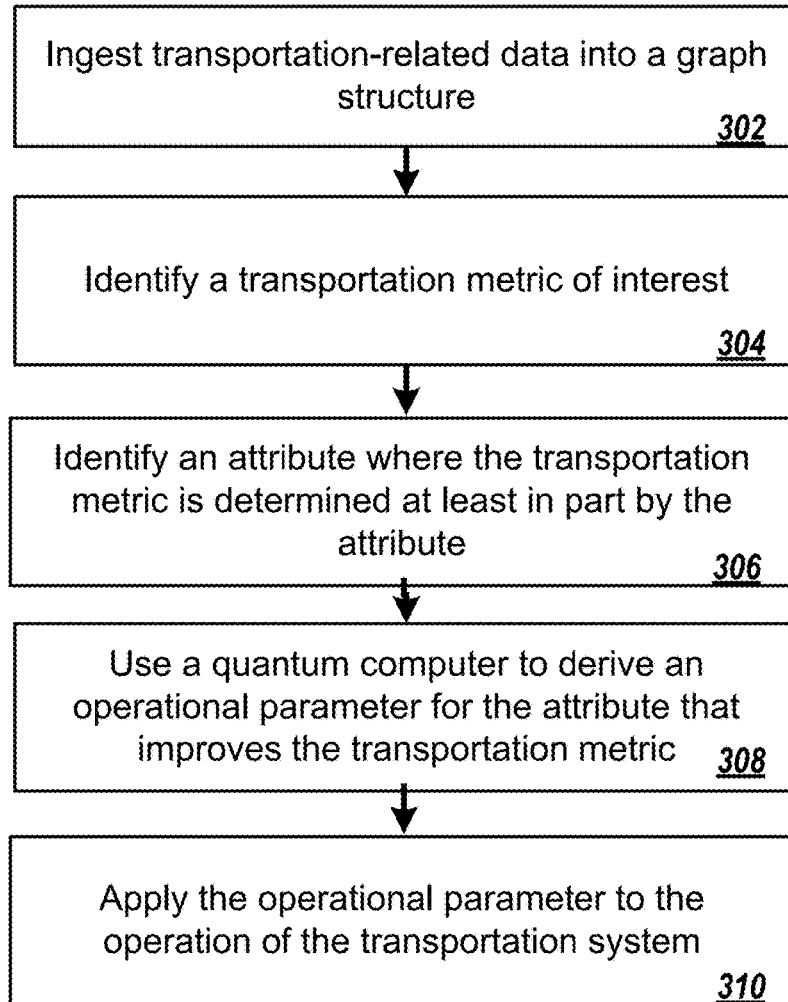 Ingest transportation-related data into a graph
structure
302
Identify a transportation metric of interest
304
Identify an attribute where the transportation
metric is determined at least in part by the
attribute
306
Use a quantum computer to derive an
operational parameter for the attribute that
improves the transportation metric
308
Apply the operational parameter to the
operation of the transportation system
310